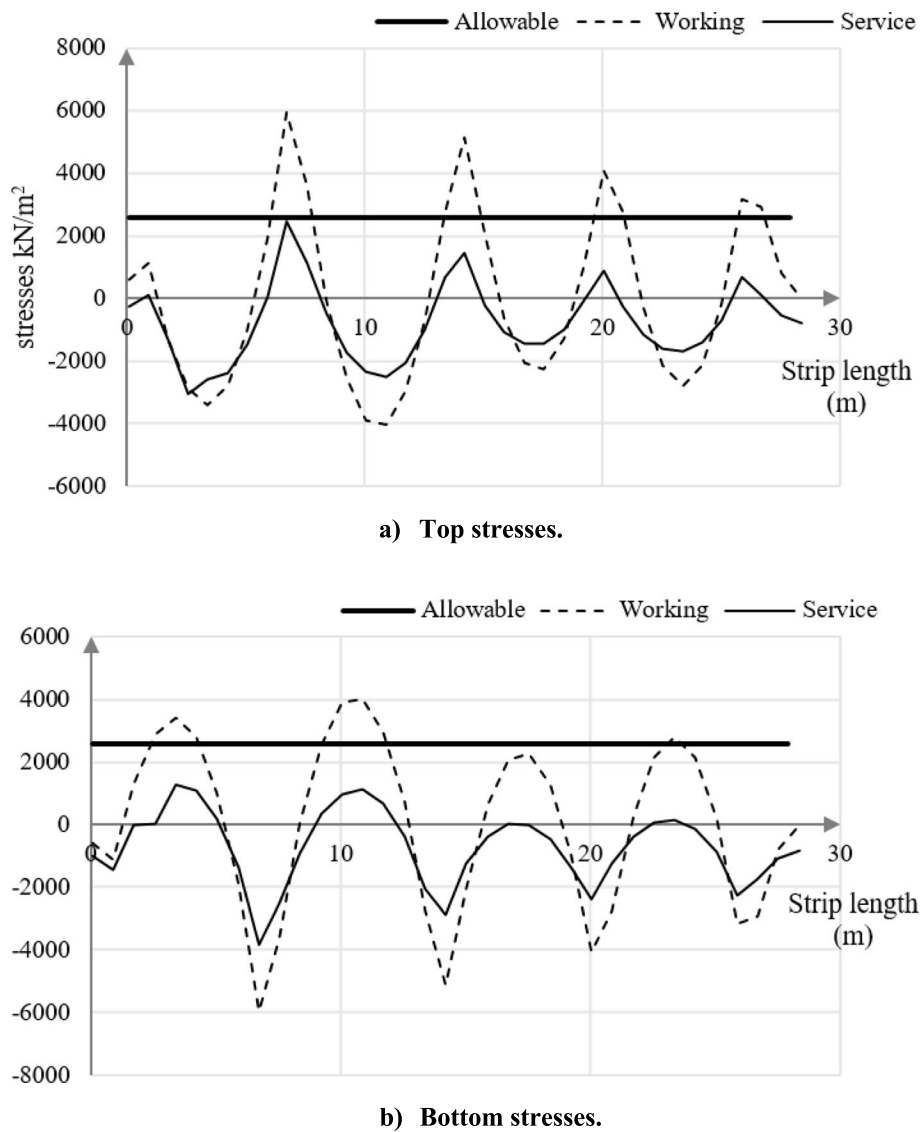 Allowable Working Service
8000
6000
4000
2000
0
-2000
-4000
-6000
stresses kN/m²
0 10 20 30
Strip length
(m)
a) Top stresses.
Allowable Working Service
6000
4000
2000
0
-2000
-4000
-6000
-8000
0 10 20 30
Strip length
(m)
b) Bottom stresses.